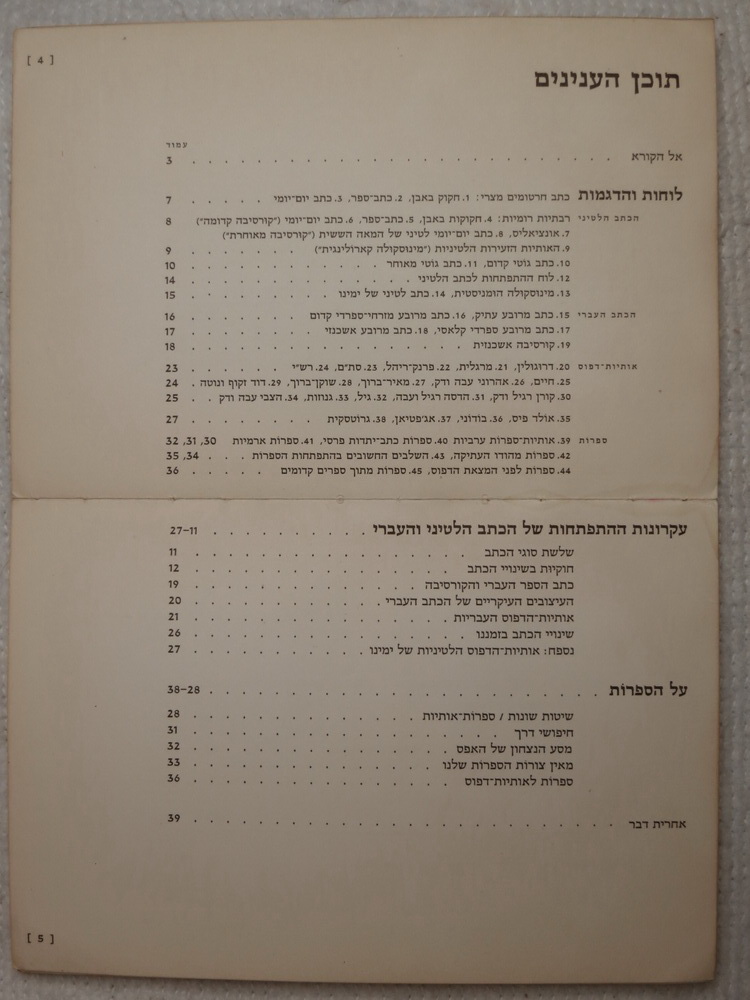 [ 4 ]
תוכן הענינים
עמוד
אל הקורא . . . . . . . . . . . . . . . . . . . . . . . 3
לוחות והדגמות כתב חרטומים מצרי: 1. חקוק באבן, 2. כתב־ספר, 3. כתב יום־יומי . . . . . 7
הכתב הלטיני רבתיות רומיות: 4. חקוקות באבן, 5. כתב־ספר, 6. כתב יום־יומי ("קורסיבה קדומה") 8
7. אונציאליס, 8. כתב יום־יומי לטיני של המאה הששית ("קורסיבה מאוחרת")
9. האותיות הזעירות הלטיניות ("מינוסקולה קארולינגית") . . . . . . . 9
10. כתב גוטי קדום, 11. כתב גוטי מאוחר . . . . . . . . . . . 10
12. לוח ההתפתחות לכתב הלטיני . . . . . . . . . . . . 14
13. מינוסקולה הומניסטית, 14. כתב לטיני של ימינו . . . . . . . . 15
הכתב העברי 15. כתב מרובע עתיק, 16. כתב מרובע מזרחי־ספרדי קדום . . . . . . 16
17. כתב מרובע ספרדי קלאסי, 18. כתב מרובע אשכנזי . . . . . . . 17
19. קורסיבה אשכנזית . . . . . . . . . . . . . . . 18
אותיות־דפוס 20. דרוגולין, 21. מרגלית, 22. פרנק־ריהל, 23. סת״ם, 24. רש״י . . . . . . 23
25. חיים, 26. אהרוני עבה ודק, 27. מאיר־ברוך, 28. שוקן־ברוך, 29. דוד זקוף ונוטה . 24
30. קורן רגיל ודק, 31. הדסה רגיל ועבה, 32. גיל, 33. גנוזות, 34. הצבי עבה ודק . . 25
35. אולד פיס, 36. בודוני, 37. אג׳פטיאן, 38. גרוטסקית . . . . . . . . 27
ספרות 39. אותיות־ספרות ערביות 40. ספרות כתב־יתדות פרסי, 41. ספרות ארמיות 30 ,31 ,32
42. ספרות מהודו העתיקה, 43. השלבים החשובים בהתפתחות הספרות . . . 34 ,35
44. ספרות לפני המצאת הדפוס, 45. ספרות מתוך ספרים קדומים . . . . . 36
עקרונות ההתפתחות של הכתב הלטיני והעברי . . . . . . . . . . 27–11
שלשת סוגי הכתב . . . . . . . . . . . . . . . 11
חוקיות בשינויי הכתב . . . . . . . . . . . . . . 12
כתב הספר העברי והקורסיבה . . . . . . . . . . . . 19
העיצובים העיקריים של הכתב העברי . . . . . . . . . . . 20
אותיות־הדפוס העבריות . . . . . . . . . . . . . . 21
שינויי הכתב בזמננו . . . . . . . . . . . . . . . 26
נספח: אותיות־הדפוס הלטיניות של ימינו . . . . . . . . . . 27
על הספרות . . . . . . . . . . . . . . . . . . . . . 38–28
שיטות שונות / ספרות־אותיות . . . . . . . . . . . . 28
חיפושי דרך . . . . . . . . . . . . . . . . . 31
מסע הנצחון של האפס . . . . . . . . . . . . . . 32
מאין צורות הספרות שלנו . . . . . . . . . . . . . 33
ספרות לאותיות־דפוס . . . . . . . . . . . . . . 36
אחרית דבר . . . . . . . . . . . . . . . . . . . . . . . 39
[ 5 ]